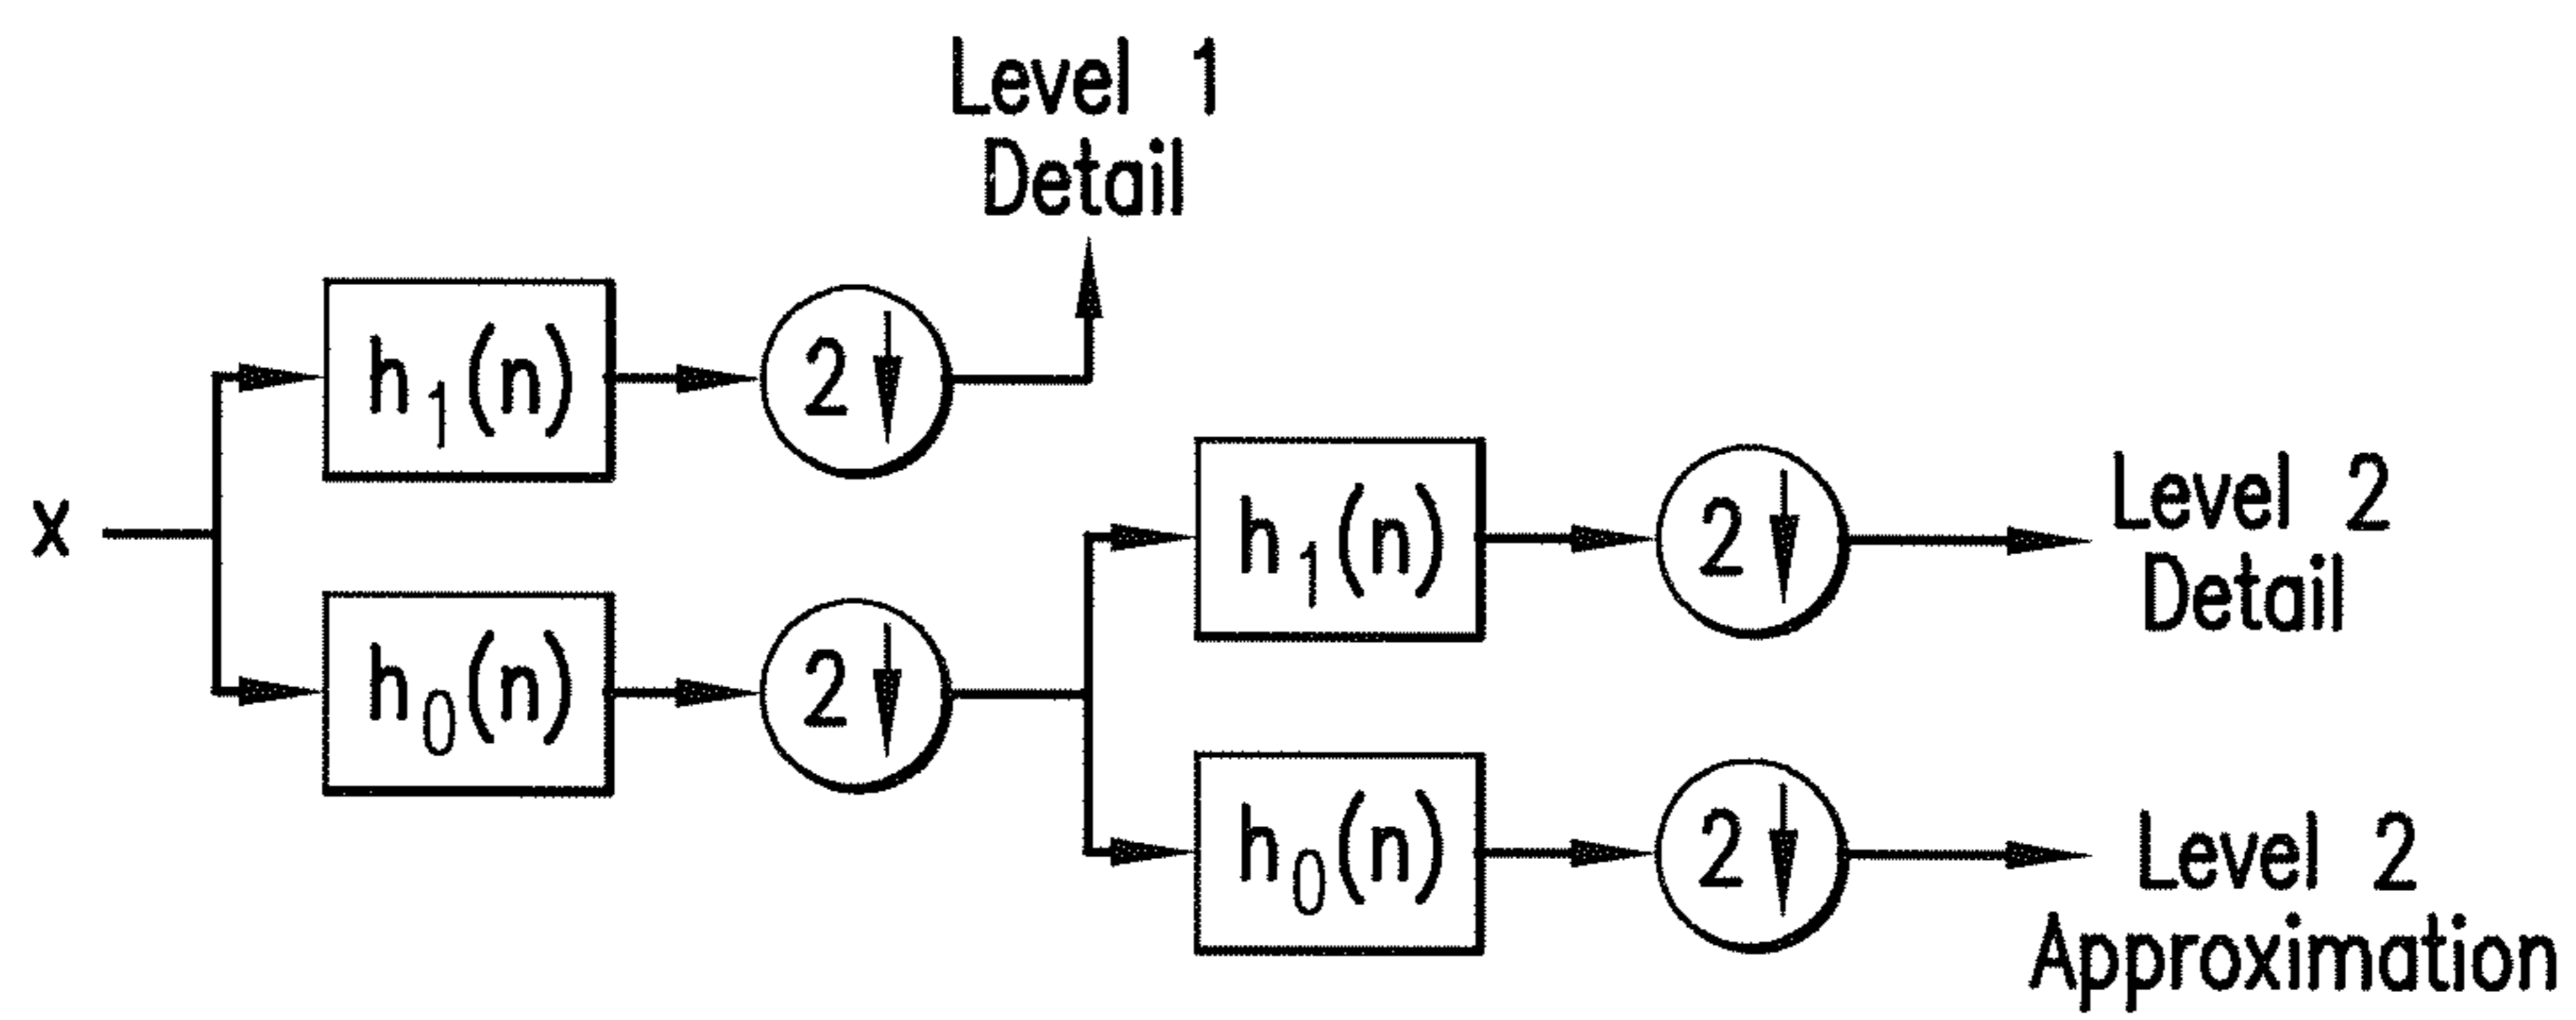 Level 1
Detail
h1(n)
2↓
x
h0(n)
2↓
h1(n)
2↓
Level 2
Detail
h0(n)
2↓
Level 2
Approximation